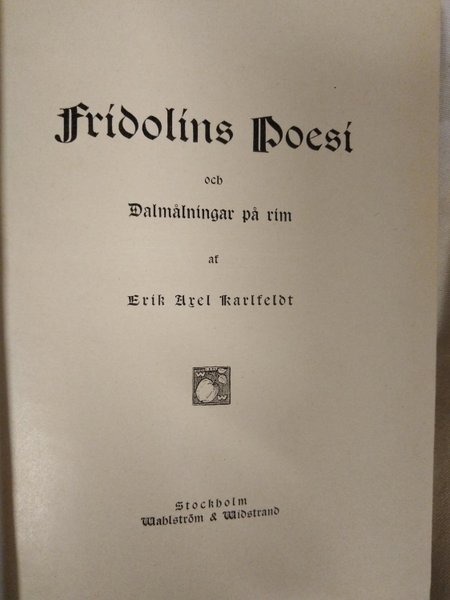 Fridolins Poesi
och
Dalmålningar på rim
af
Erik Axel Karlfeldt
W
W
Stockholm
Wahlström & Widstrand